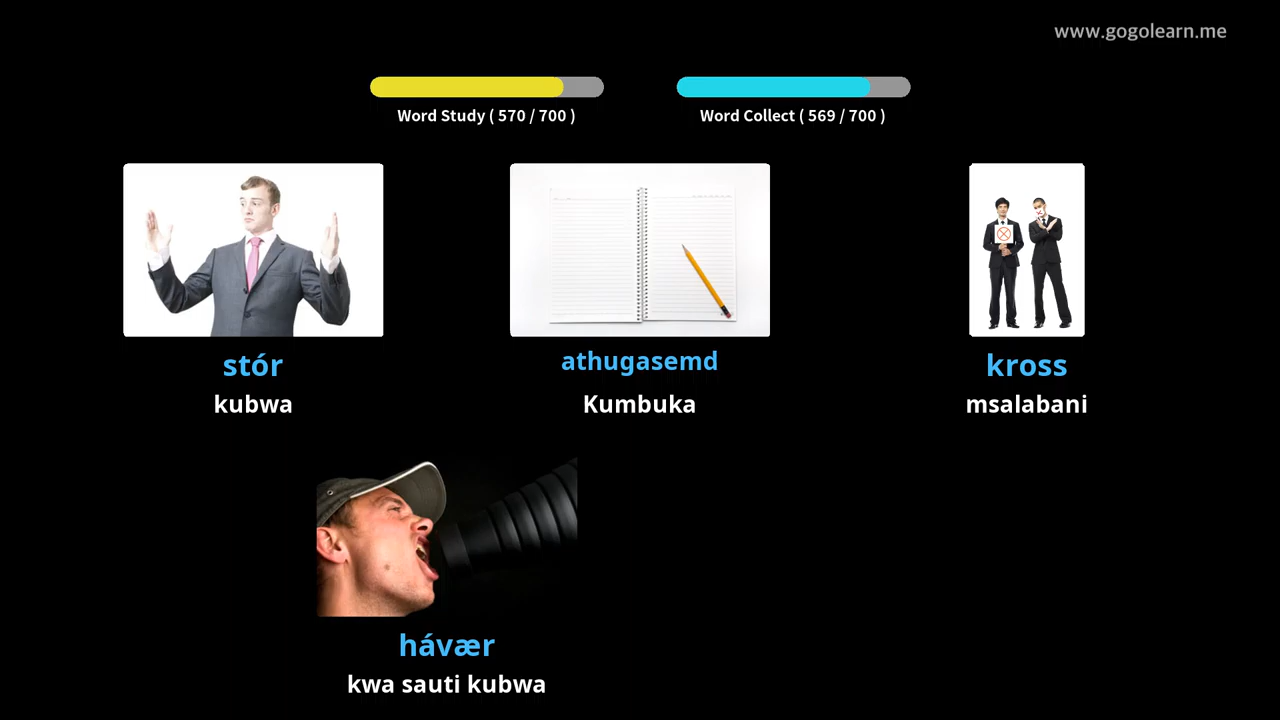 www.gogolearn.me
Word Study ( 570 / 700 )
Word Collect ( 569 / 700 )
stór
athugasemd
kross
kubwa
Kumbuka
msalabani
hávær
kwa sauti kubwa